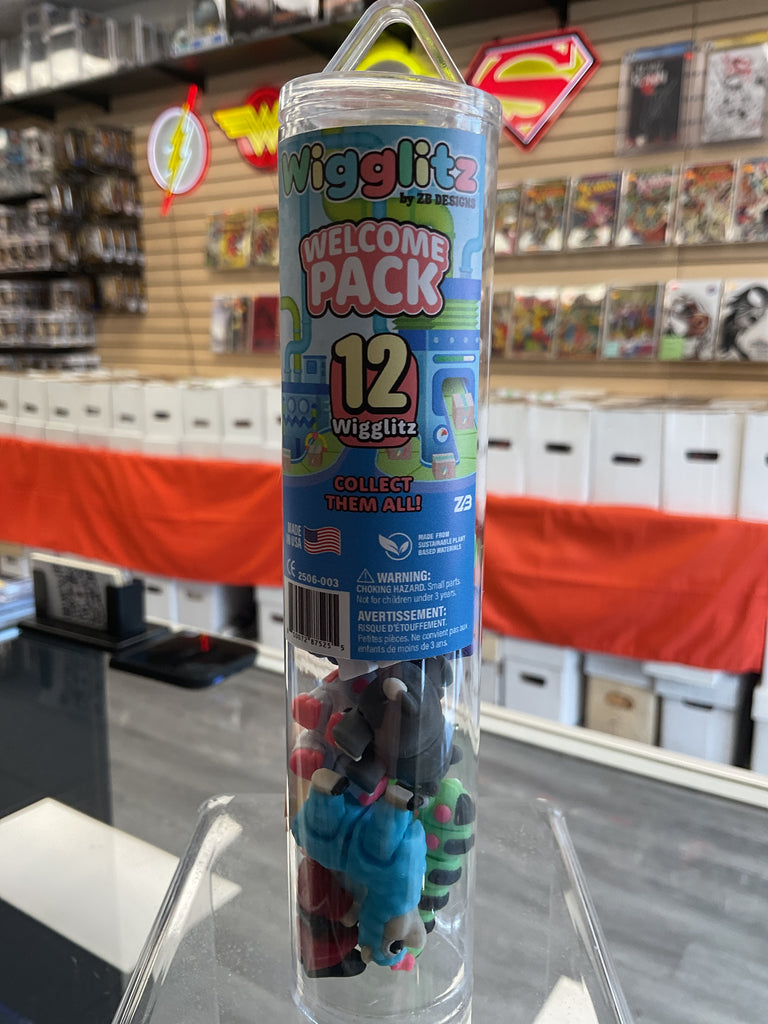 Wigglitz
by ZB DESIGNS
WELCOME
PACK
12
Wigglitz
COLLECT
THEM ALL!
ZB
MADE
IN USA
MADE FROM
SUSTAINABLE PLANT
BASED MATERIALS
CE 2506-003
WARNING:
CHOKING HAZARD. Small parts
Not for children under 3 years.
AVERTISSEMENT:
RISQUE D'ÉTOUFFEMENT.
Petites pièces. Ne convient pas aux
enfants de moins de 3 ans.